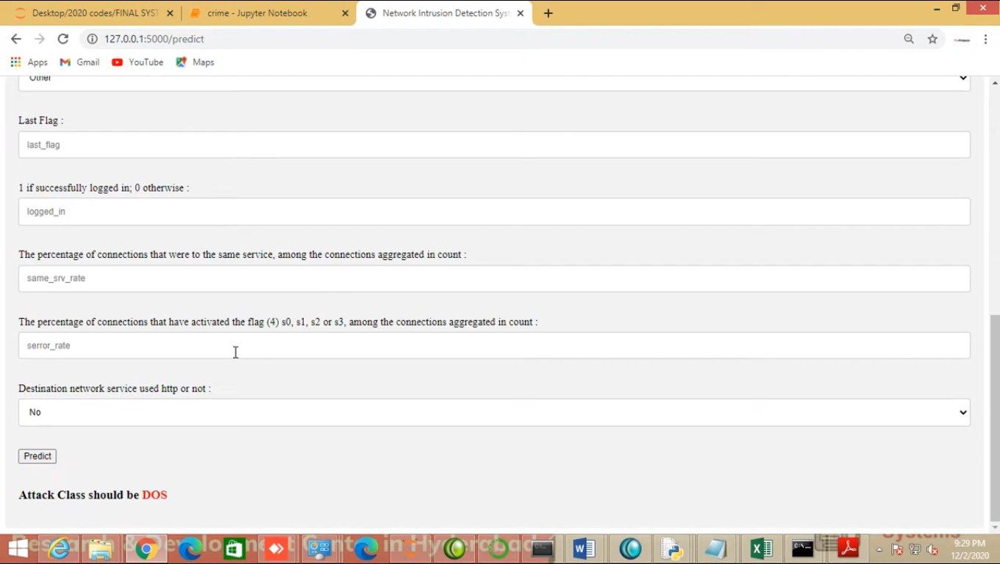 Desktop/2020 codes/FINAL SYST
crime - Jupyter Notebook
Network Intrusion Detection Syst
127.0.0.1:5000/predict
Apps
Gmail
YouTube
Maps
Other
Last Flag :
last_flag
1 if successfully logged in; 0 otherwise :
logged_in
The percentage of connections that were to the same service, among the connections aggregated in count :
same_srv_rate
The percentage of connections that have activated the flag (4) s0, s1, s2 or s3, among the connections aggregated in count :
serror_rate
Destination network service used http or not :
No
Predict
Attack Class should be DOS
Research & Development Center in Hyderabad
Systems
9:29 PM
12/2/2020